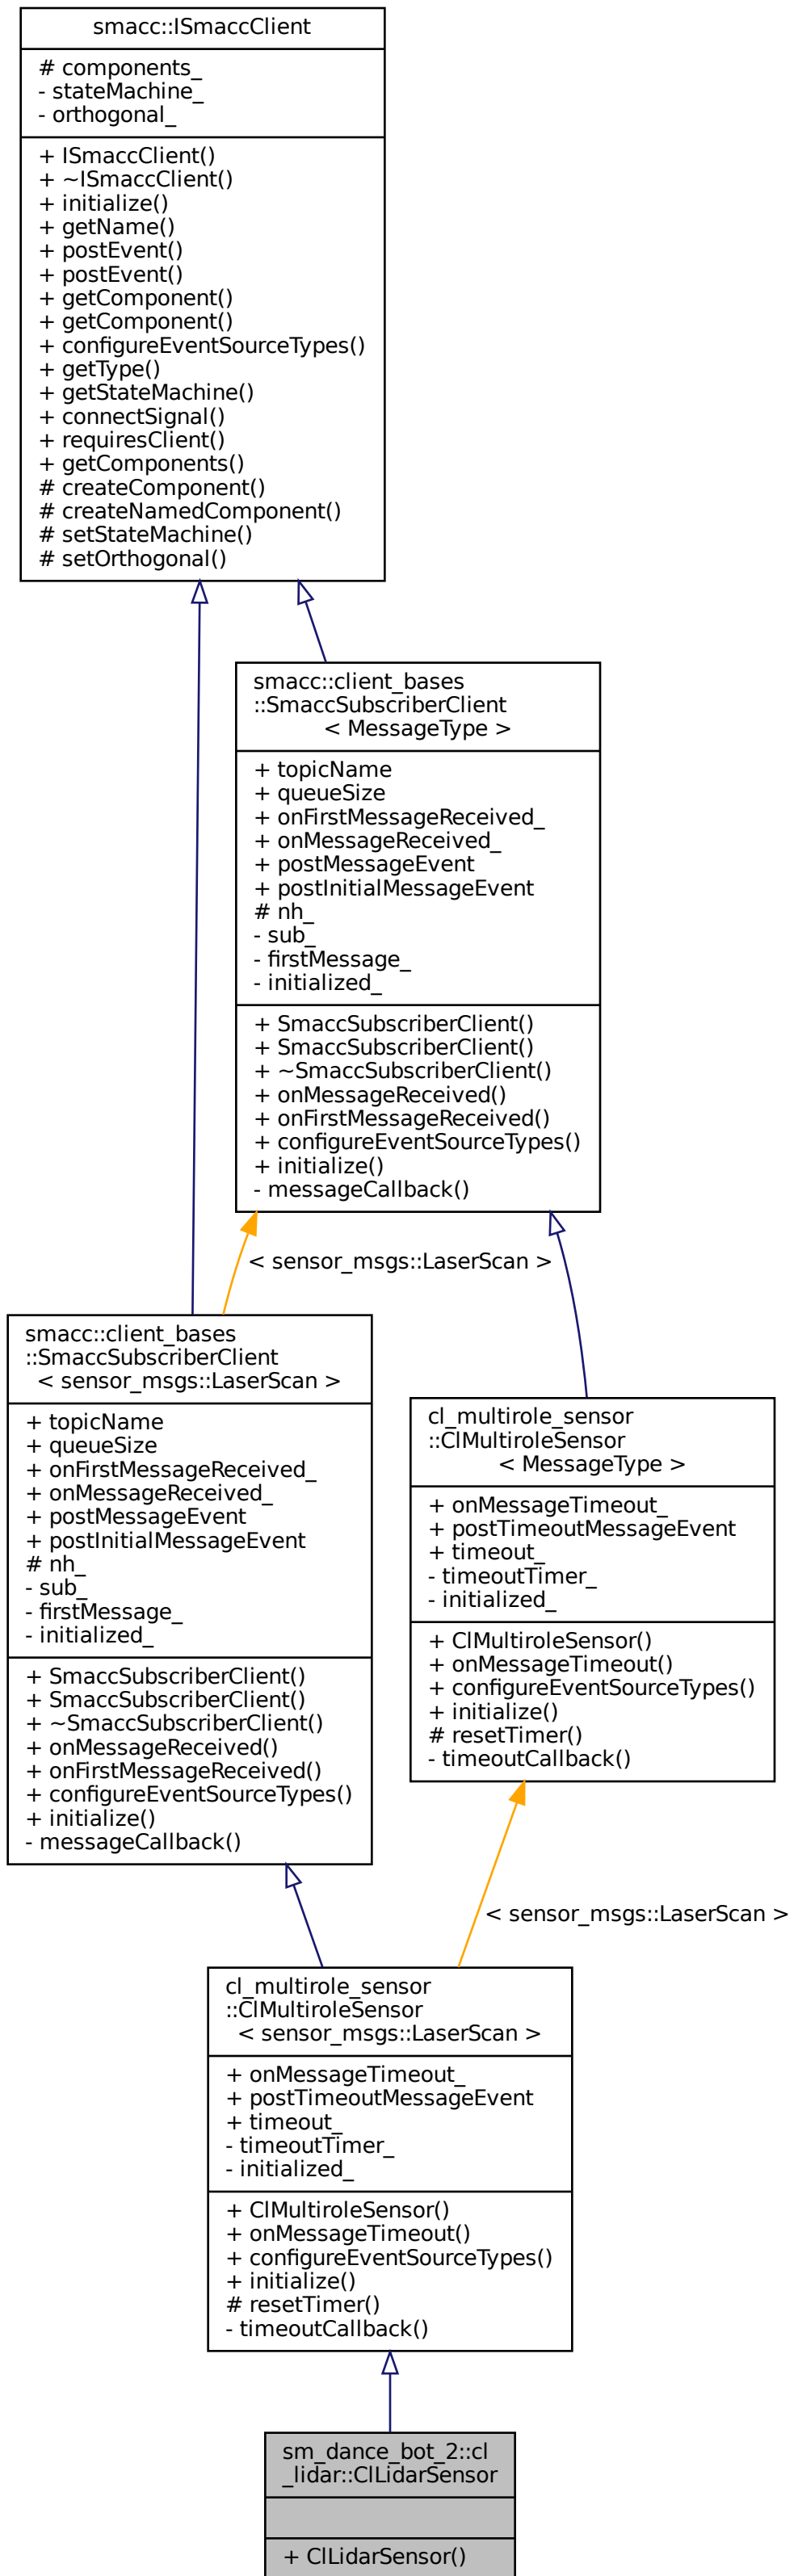 smacc::ISmaccClient
# components_
- stateMachine_
- orthogonal_
+ ISmaccClient()
+ ~ISmaccClient()
+ initialize()
+ getName()
+ postEvent()
+ postEvent()
+ getComponent()
+ getComponent()
+ configureEventSourceTypes()
+ getType()
+ getStateMachine()
+ connectSignal()
+ requiresClient()
+ getComponents()
# createComponent()
# createNamedComponent()
# setStateMachine()
# setOrthogonal()
smacc::client_bases
::SmaccSubscriberClient
< MessageType >
+ topicName
+ queueSize
+ onFirstMessageReceived_
+ onMessageReceived_
+ postMessageEvent
+ postInitialMessageEvent
# nh_
- sub_
- firstMessage_
- initialized_
+ SmaccSubscriberClient()
+ SmaccSubscriberClient()
+ ~SmaccSubscriberClient()
+ onMessageReceived()
+ onFirstMessageReceived()
+ configureEventSourceTypes()
+ initialize()
- messageCallback()
< sensor_msgs::LaserScan >
smacc::client_bases
::SmaccSubscriberClient
< sensor_msgs::LaserScan >
+ topicName
+ queueSize
+ onFirstMessageReceived_
+ onMessageReceived_
+ postMessageEvent
+ postInitialMessageEvent
# nh_
- sub_
- firstMessage_
- initialized_
+ SmaccSubscriberClient()
+ SmaccSubscriberClient()
+ ~SmaccSubscriberClient()
+ onMessageReceived()
+ onFirstMessageReceived()
+ configureEventSourceTypes()
+ initialize()
- messageCallback()
cl_multirole_sensor
::ClMultiroleSensor
< MessageType >
+ onMessageTimeout_
+ postTimeoutMessageEvent
+ timeout_
- timeoutTimer_
- initialized_
+ ClMultiroleSensor()
+ onMessageTimeout()
+ configureEventSourceTypes()
+ initialize()
# resetTimer()
- timeoutCallback()
< sensor_msgs::LaserScan >
cl_multirole_sensor
::ClMultiroleSensor
< sensor_msgs::LaserScan >
+ onMessageTimeout_
+ postTimeoutMessageEvent
+ timeout_
- timeoutTimer_
- initialized_
+ ClMultiroleSensor()
+ onMessageTimeout()
+ configureEventSourceTypes()
+ initialize()
# resetTimer()
- timeoutCallback()
sm_dance_bot_2::cl
_lidar::ClLidarSensor
+ ClLidarSensor()